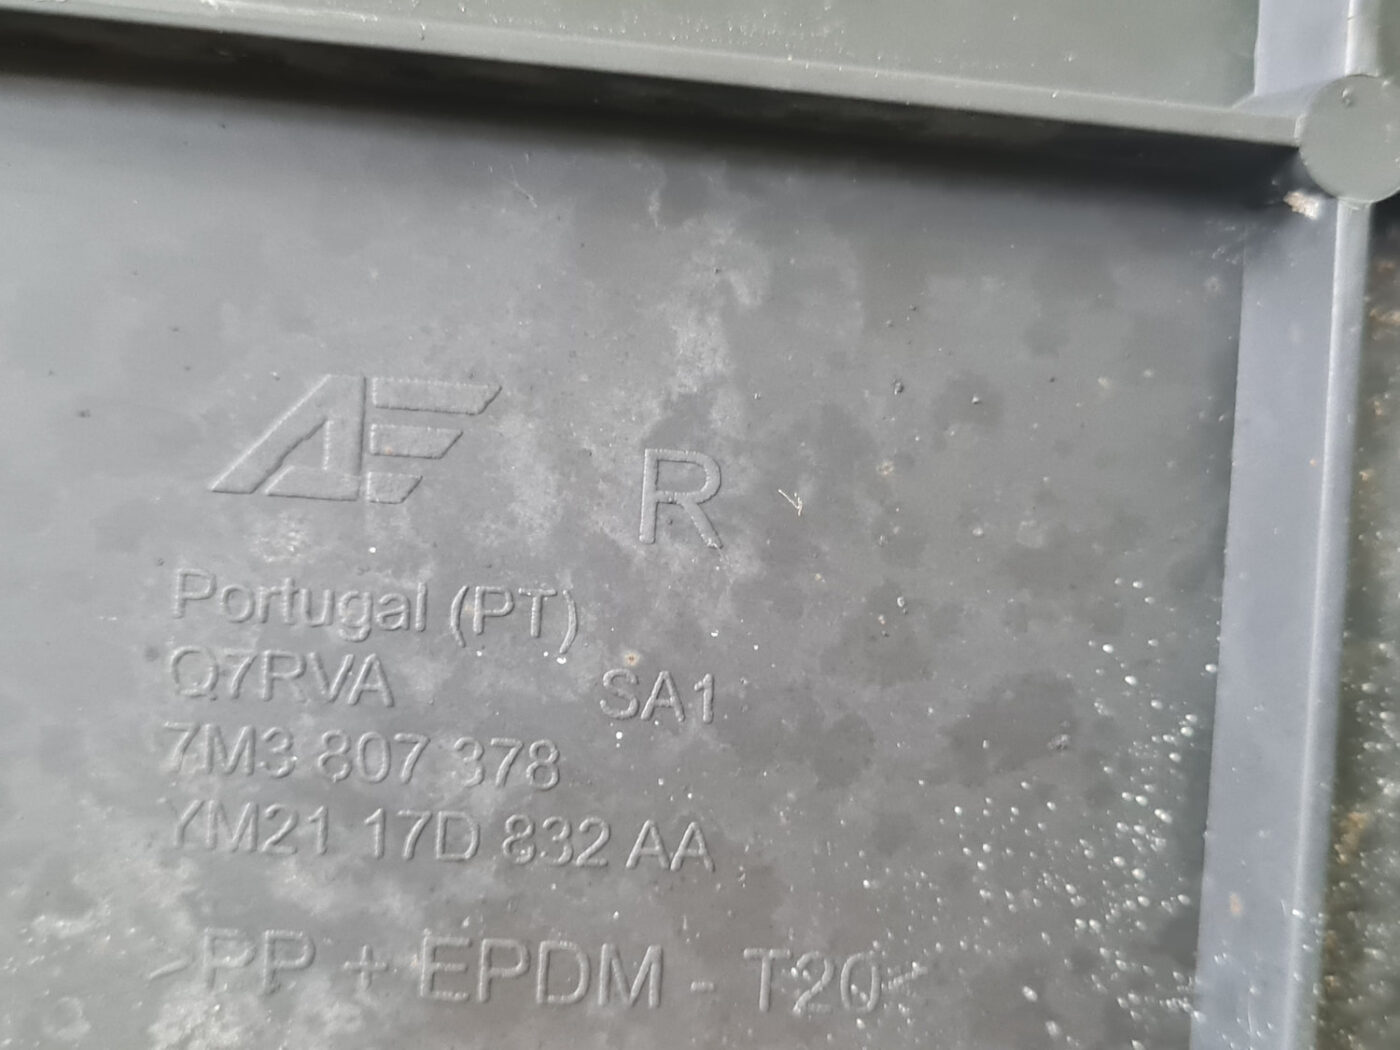 AE R
Portugal (PT)
Q7RVA SA1
7M3 807 378
YM21 17D 832 AA
>PP + EPDM - T20<